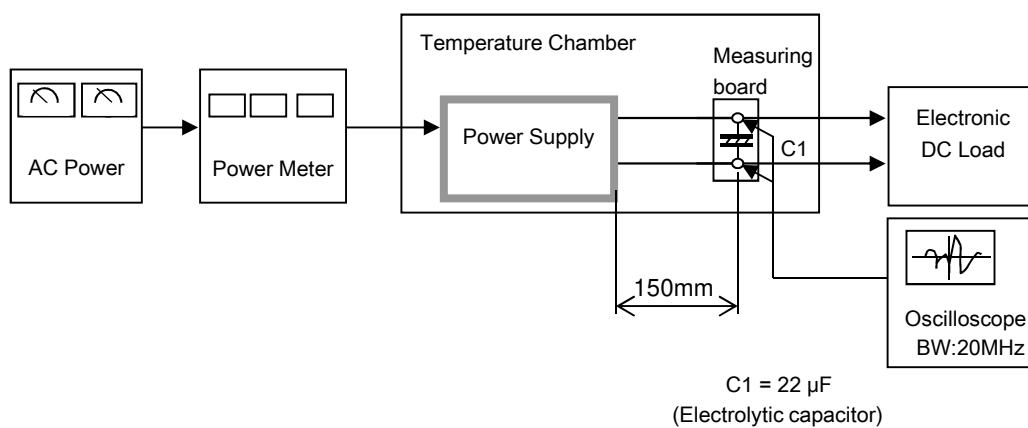 Temperature Chamber
Measuring
board
AC Power
Power Meter
Power Supply
C1
Electronic
DC Load
150mm
Oscilloscope
BW:20MHz
C1 = 22 µF
(Electrolytic capacitor)